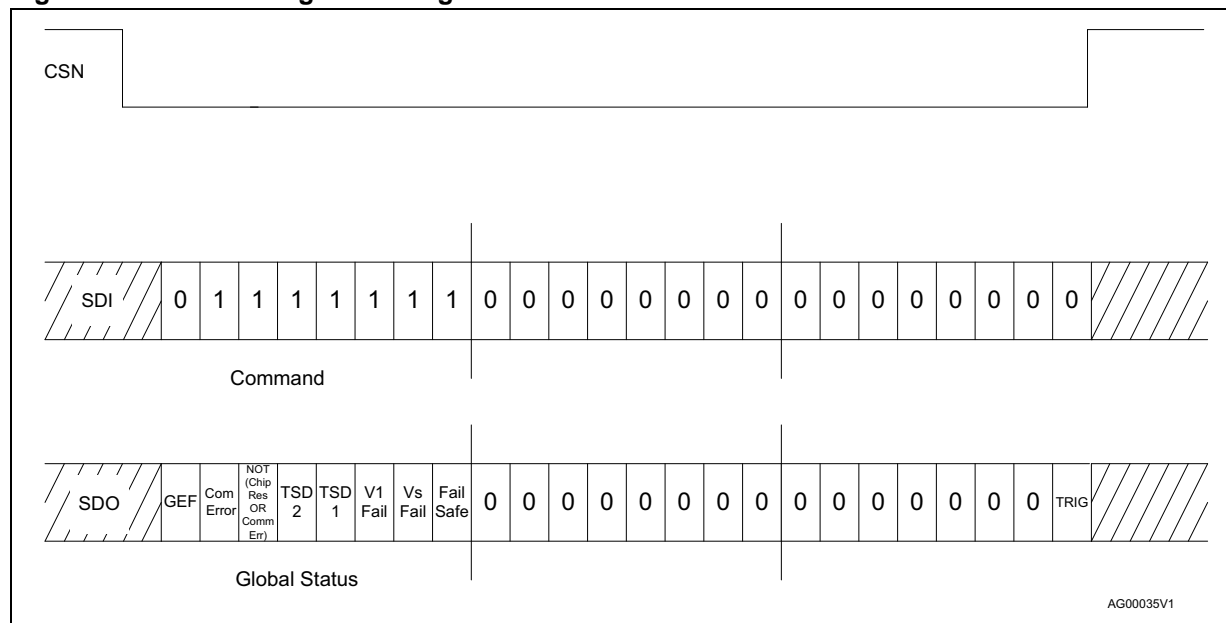 CSN
SDI 0 1 1 1 1 1 1 1 0 0 0 0 0 0 0 0 0 0 0 0 0 0 0 0
Command
SDO GEF Com Error NOT (Chip Res OR Comm Err) TSD 2 TSD 1 V1 Fail Vs Fail Fail Safe 0 0 0 0 0 0 0 0 0 0 0 0 0 0 0 TRIG
Global Status
AG00035V1